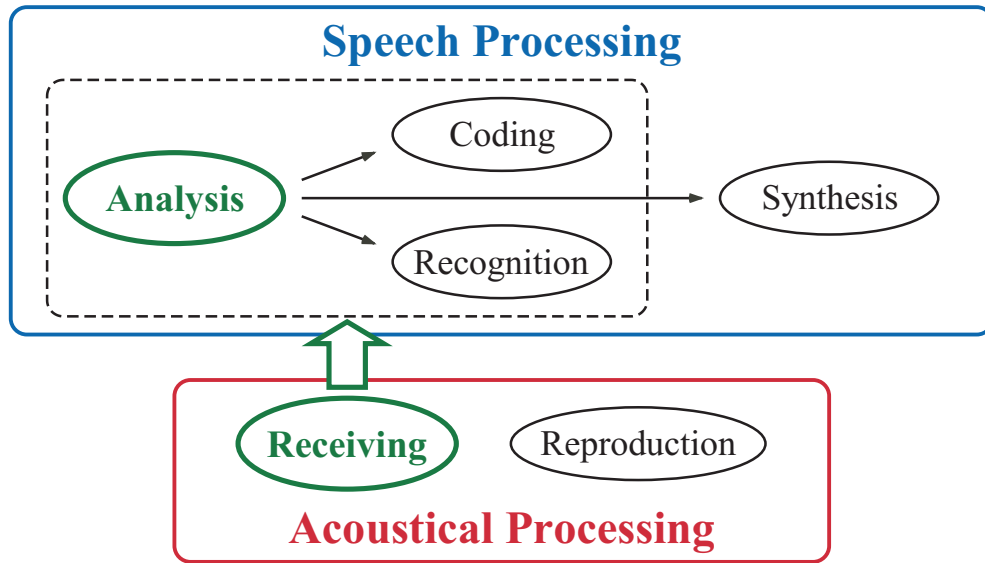 Speech Processing
Coding
Analysis
Synthesis
Recognition
Receiving
Reproduction
Acoustical Processing